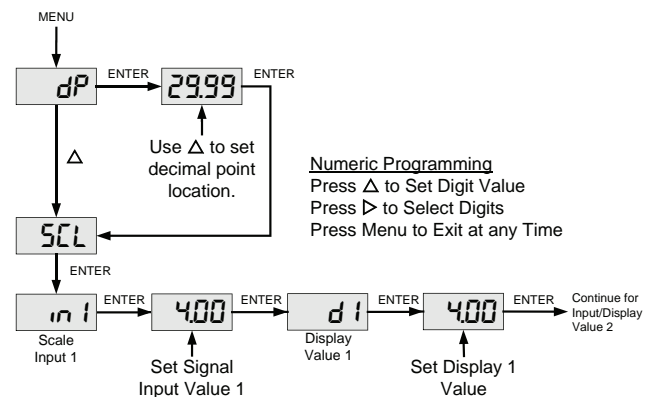 MENU
dP
ENTER
29.99
ENTER
Use △ to set
decimal point
location.
△
Numeric Programming
Press △ to Set Digit Value
Press ▷ to Select Digits
Press Menu to Exit at any Time
SCL
ENTER
in 1
ENTER
4.00
ENTER
d 1
ENTER
4.00
ENTER
Continue for
Input/Display
Value 2
Scale
Input 1
Display
Value 1
Set Signal
Input Value 1
Set Display 1
Value